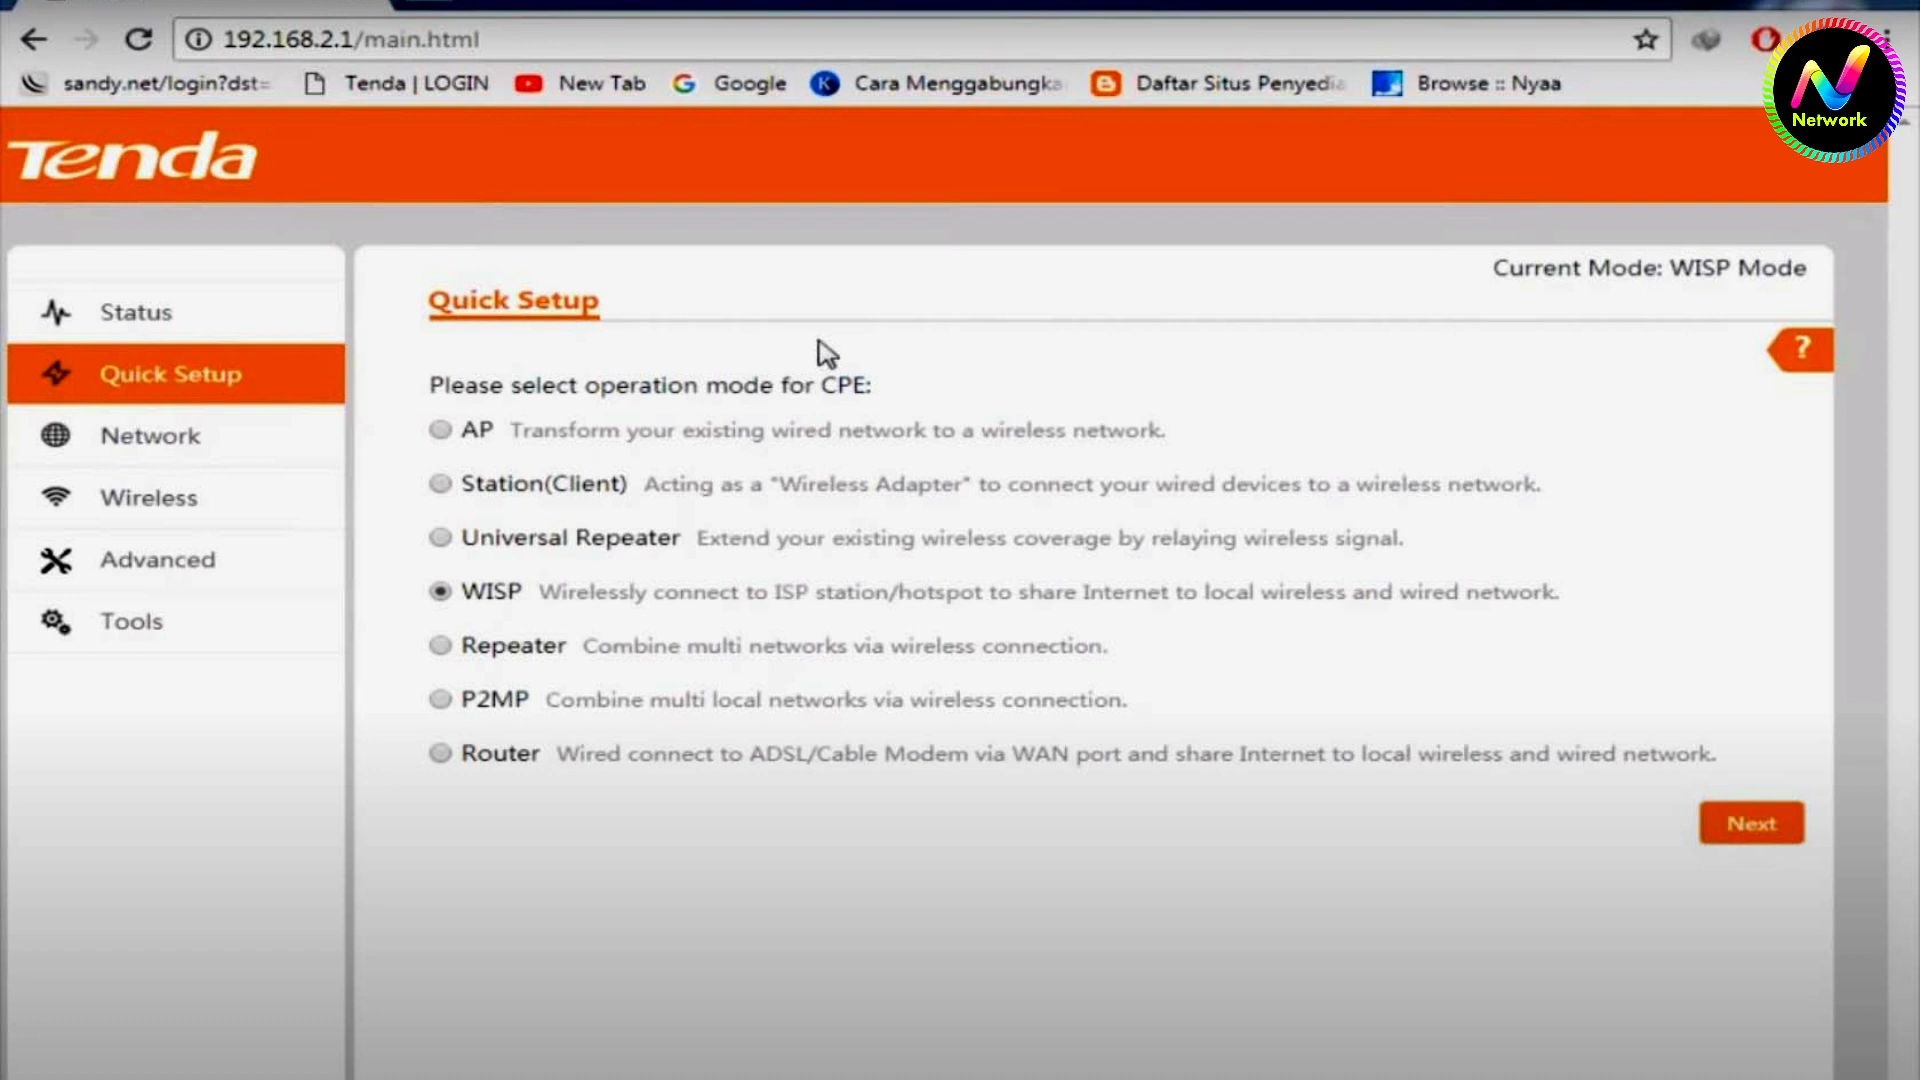 192.168.2.1/main.html
sandy.net/login?dst=
Tenda | LOGIN
New Tab
Google
Cara Menggabungka
Daftar Situs Penyedia
Browse :: Nyaa
Network
Tenda
Current Mode: WISP Mode
Status
Quick Setup
Network
Wireless
Advanced
Tools
Quick Setup
?
Please select operation mode for CPE:
AP Transform your existing wired network to a wireless network.
Station(Client) Acting as a "Wireless Adapter" to connect your wired devices to a wireless network.
Universal Repeater Extend your existing wireless coverage by relaying wireless signal.
WISP Wirelessly connect to ISP station/hotspot to share Internet to local wireless and wired network.
Repeater Combine multi networks via wireless connection.
P2MP Combine multi local networks via wireless connection.
Router Wired connect to ADSL/Cable Modem via WAN port and share Internet to local wireless and wired network.
Next